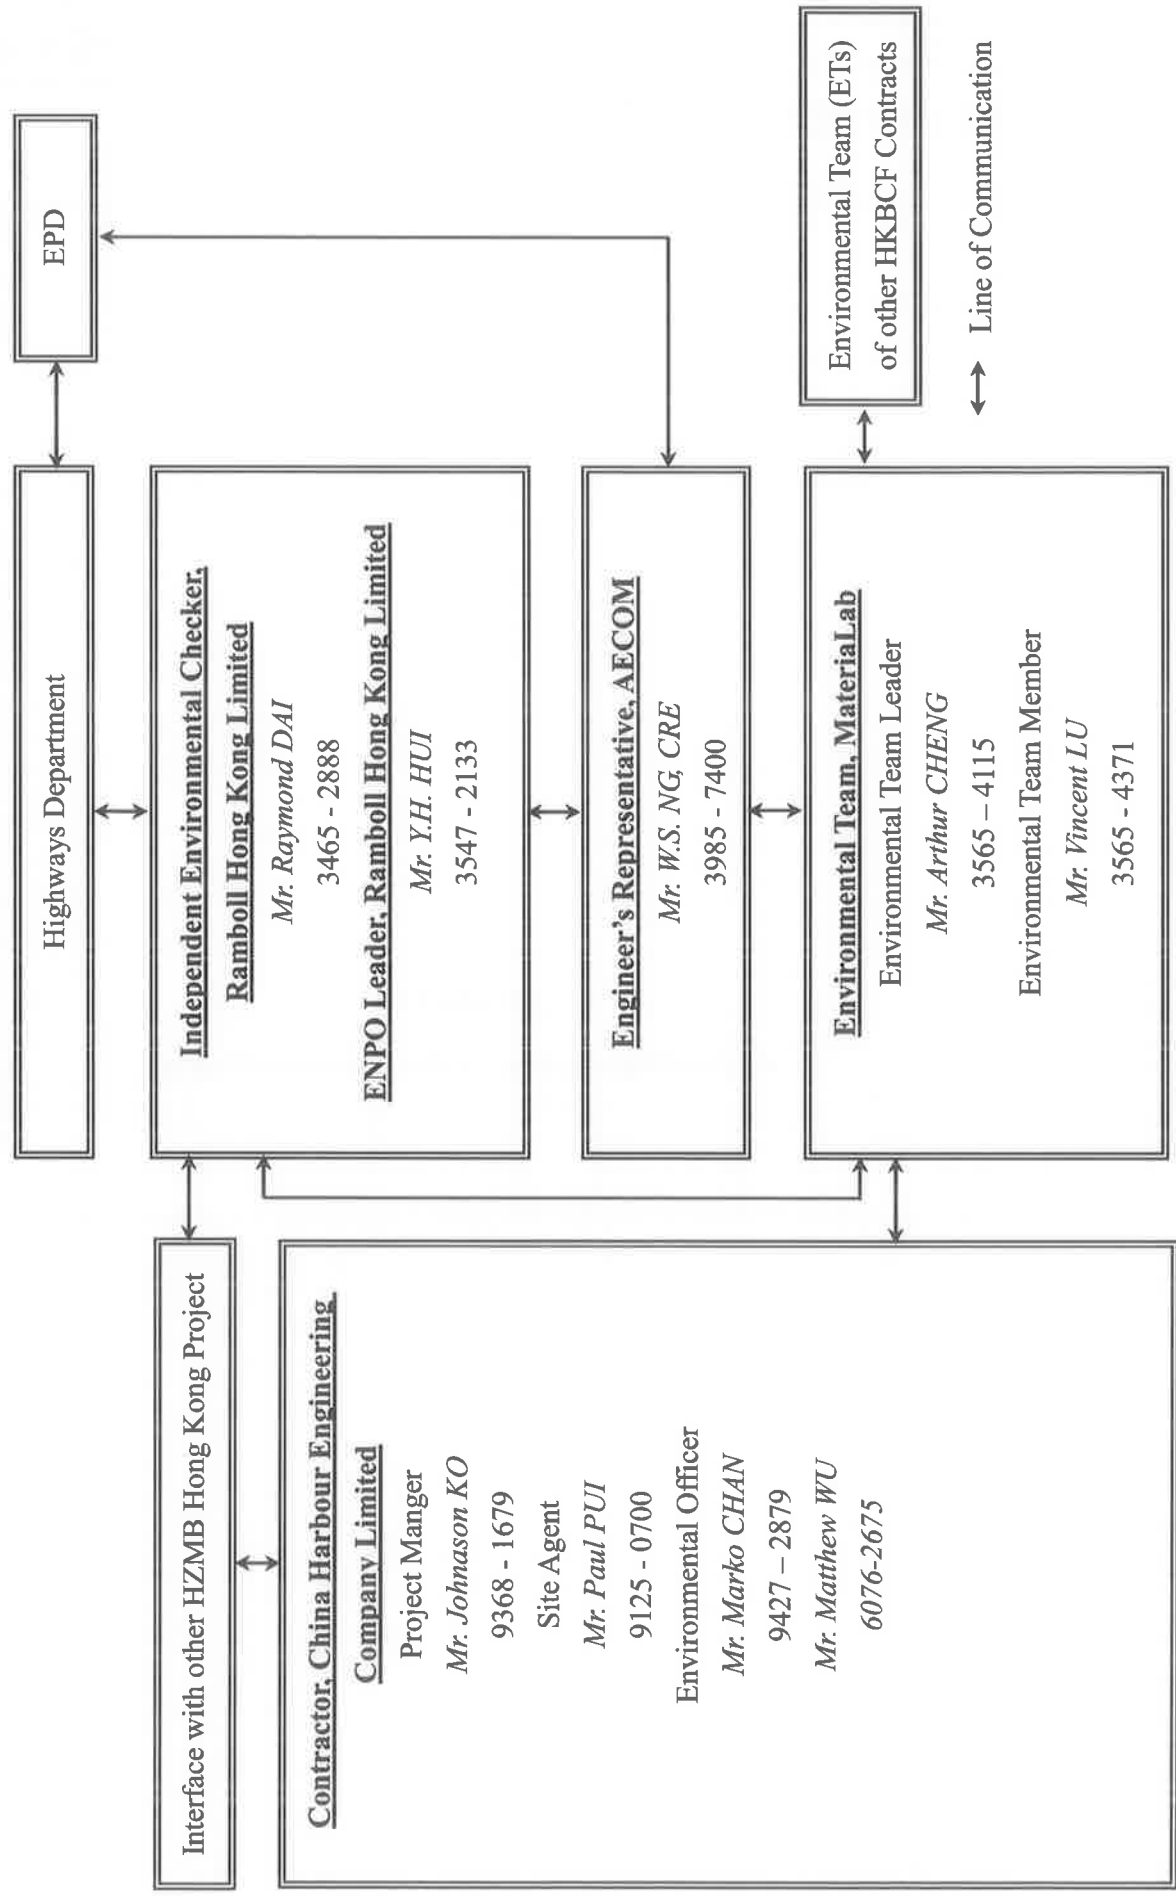 Highways Department
EPD
Interface with other HZMB Hong Kong Project
Independent Environmental Checker,
Ramboll Hong Kong Limited
Mr. Raymond DAI
3465 - 2888
ENPO Leader, Ramboll Hong Kong Limited
Mr. Y.H. HUI
3547 - 2133
Contractor, China Harbour Engineering
Company Limited
Project Manger
Mr. Johnason KO
9368 - 1679
Site Agent
Mr. Paul PUI
9125 - 0700
Environmental Officer
Mr. Marko CHAN
9427 – 2879
Mr. Matthew WU
6076-2675
Engineer's Representative, AECOM
Mr. W.S. NG, CRE
3985 - 7400
Environmental Team, MateriaLab
Environmental Team Leader
Mr. Arthur CHENG
3565 – 4115
Environmental Team Member
Mr. Vincent LU
3565 - 4371
Environmental Team (ETs)
of other HKBCF Contracts
Line of Communication